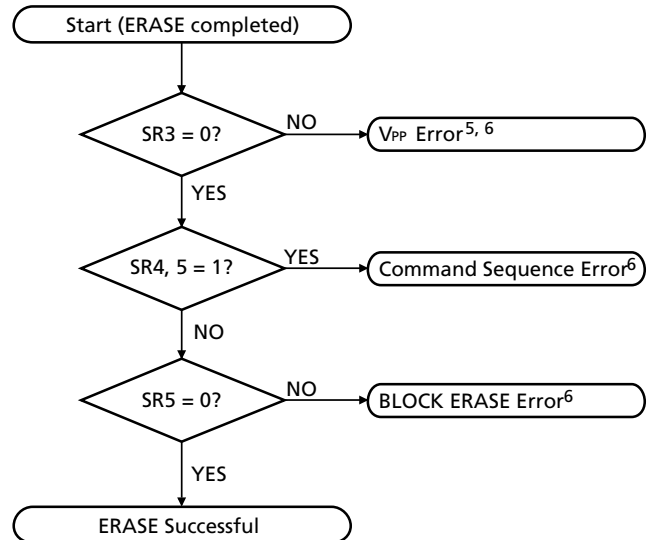 Start (ERASE completed)
SR3 = 0?
NO
VPP Error5, 6
YES
SR4, 5 = 1?
YES
Command Sequence Error6
NO
SR5 = 0?
NO
BLOCK ERASE Error6
YES
ERASE Successful